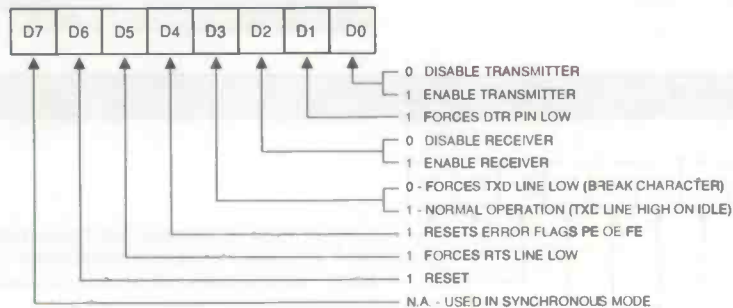 D7 D6 D5 D4 D3 D2 D1 D0
0 DISABLE TRANSMITTER
1 ENABLE TRANSMITTER
1 FORCES DTR PIN LOW
0 DISABLE RECEIVER
1 ENABLE RECEIVER
0 - FORCES TXD LINE LOW (BREAK CHARACTER)
1 - NORMAL OPERATION (TXD LINE HIGH ON IDLE)
1 RESETS ERROR FLAGS PE OE FE
1 FORCES RTS LINE LOW
1 RESET
N.A. - USED IN SYNCHRONOUS MODE